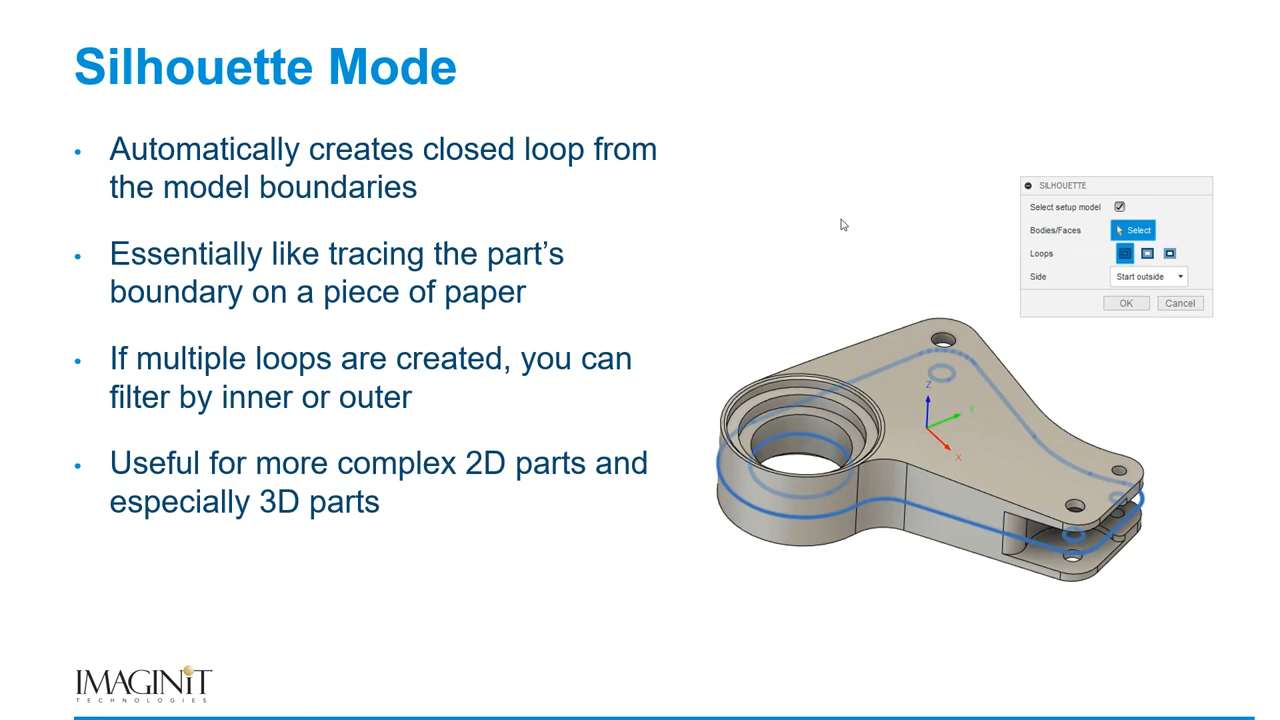 Silhouette Mode
• Automatically creates closed loop from
the model boundaries
• Essentially like tracing the part’s
boundary on a piece of paper
• If multiple loops are created, you can
filter by inner or outer
• Useful for more complex 2D parts and
especially 3D parts
SILHOUETTE
Select setup model
Bodies/Faces Select
Loops
Side Start outside
OK Cancel
Z
Y
X
IMAGINiT
TECHNOLOGIES